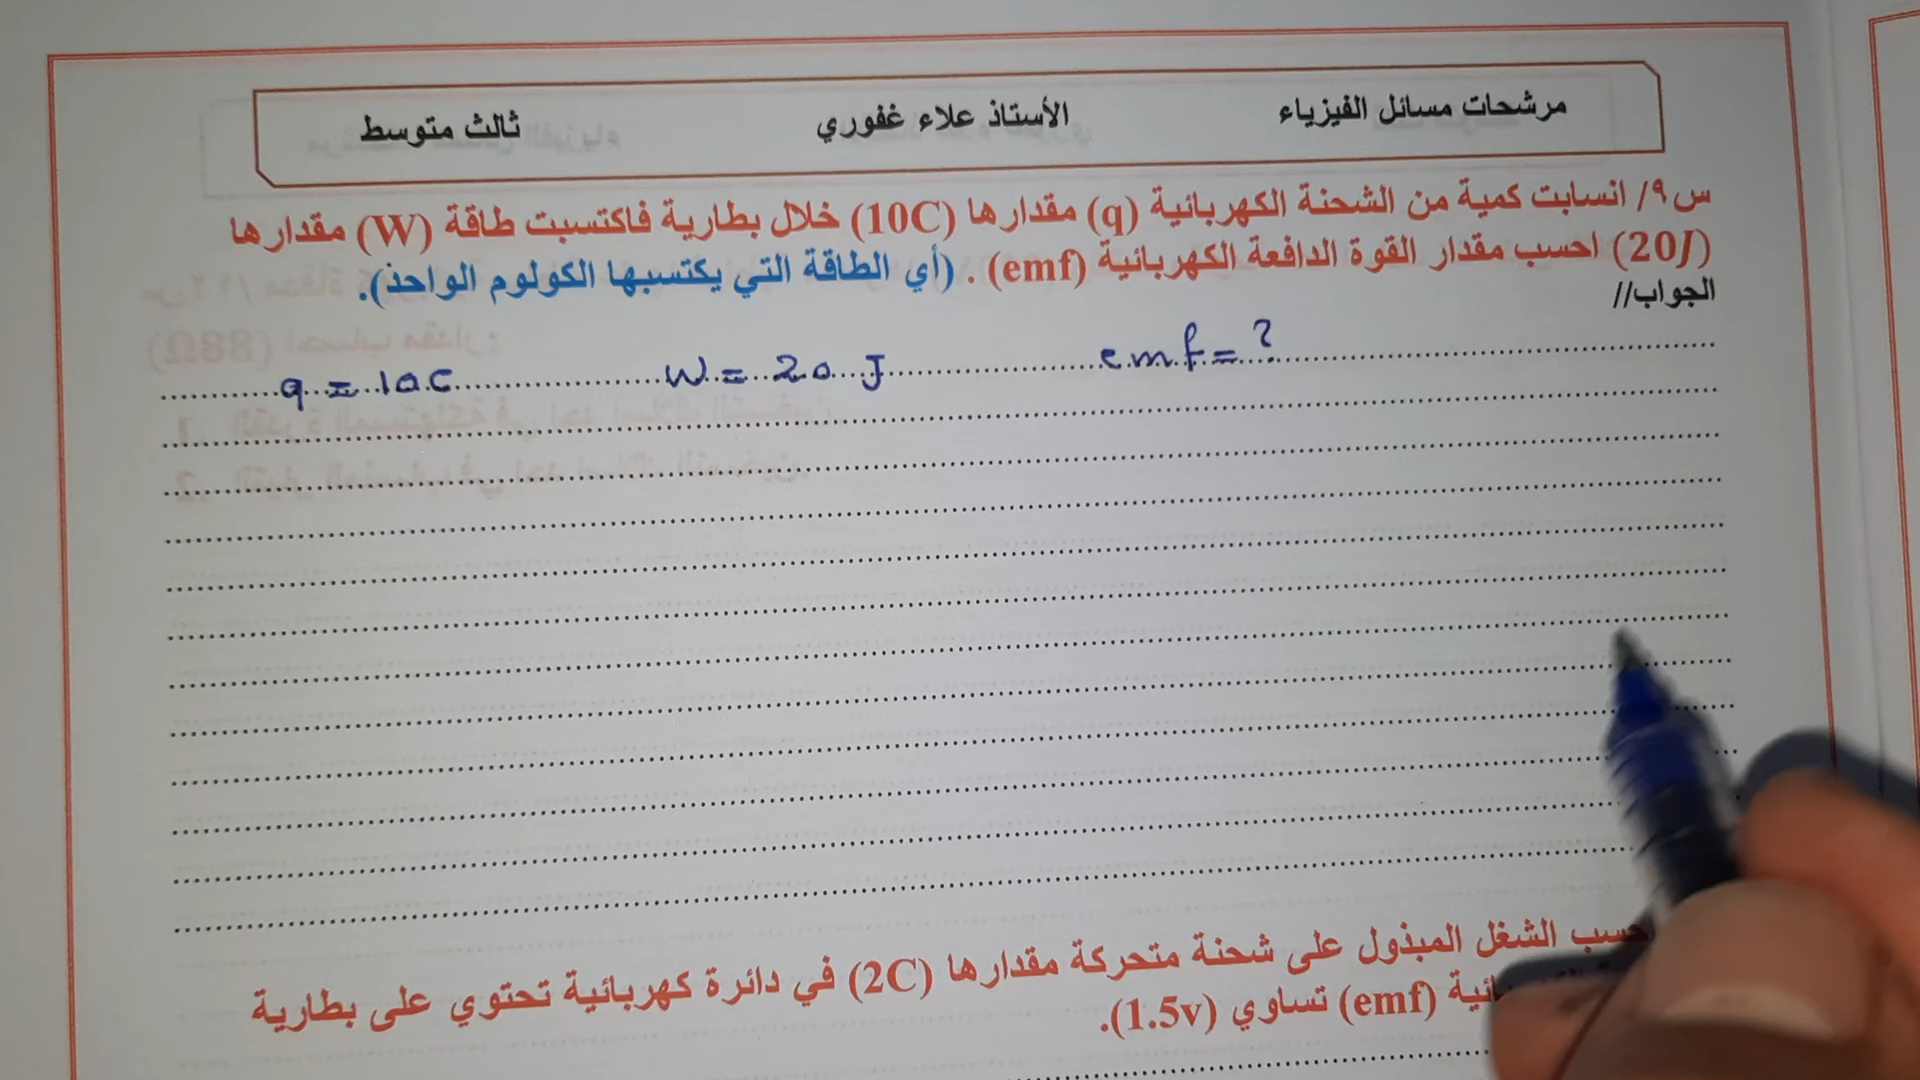 مرشحات مسائل الفيزياء الأستاذ علاء غفوري ثالث متوسط
س٩/ انسابت كمية من الشحنة الكهربائية (q) مقدارها (10C) خلال بطارية فاكتسبت طاقة (W) مقدارها
(20J) احسب مقدار القوة الدافعة الكهربائية (emf) . (أي الطاقة التي يكتسبها الكولوم الواحد).
الجواب//
q = 10C W = 20 J emf = ?
الشغل المبذول على شحنة متحركة مقدارها (2C) في دائرة كهربائية تحتوي على بطارية
(emf) تساوي (1.5v).